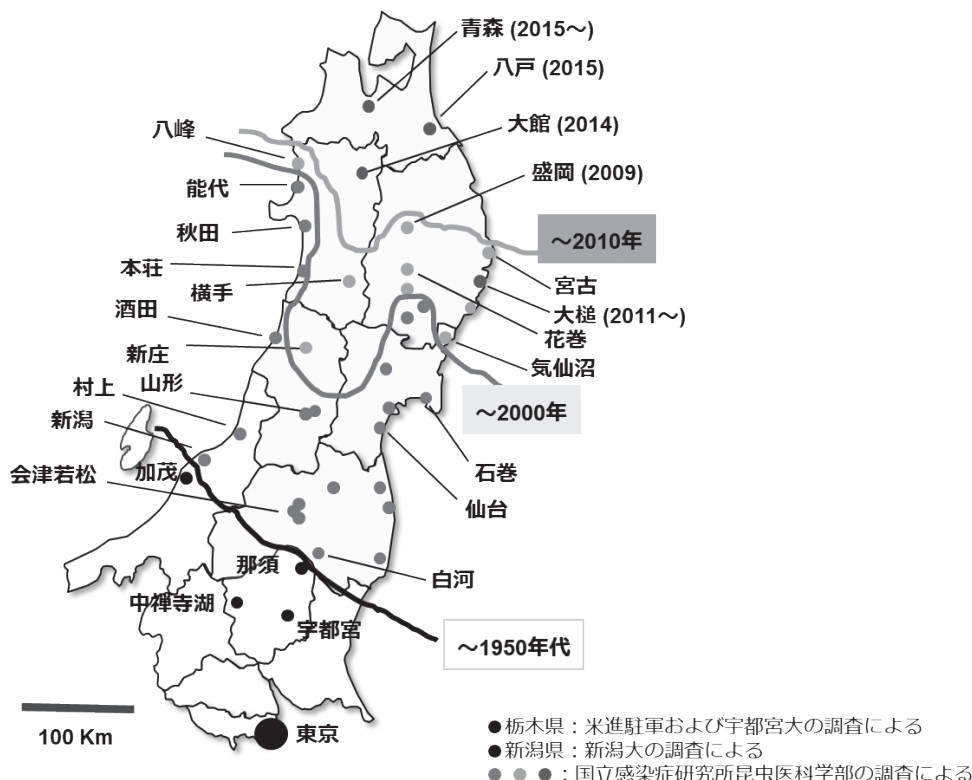 青森 (2015～)
八戸 (2015)
八峰
大館 (2014)
盛岡 (2009)
能代
秋田
～2010年
本荘
横手
宮古
酒田
大槌 (2011～)
花巻
新庄
気仙沼
村上
山形
～2000年
新潟
加茂
会津若松
石巻
仙台
那須
白河
中禅寺湖
宇都宮
～1950年代
100 Km
東京
●栃木県：米進駐軍および宇都宮大の調査による
●新潟県：新潟大の調査による
● ● ●：国立感染症研究所昆虫医科学部の調査による